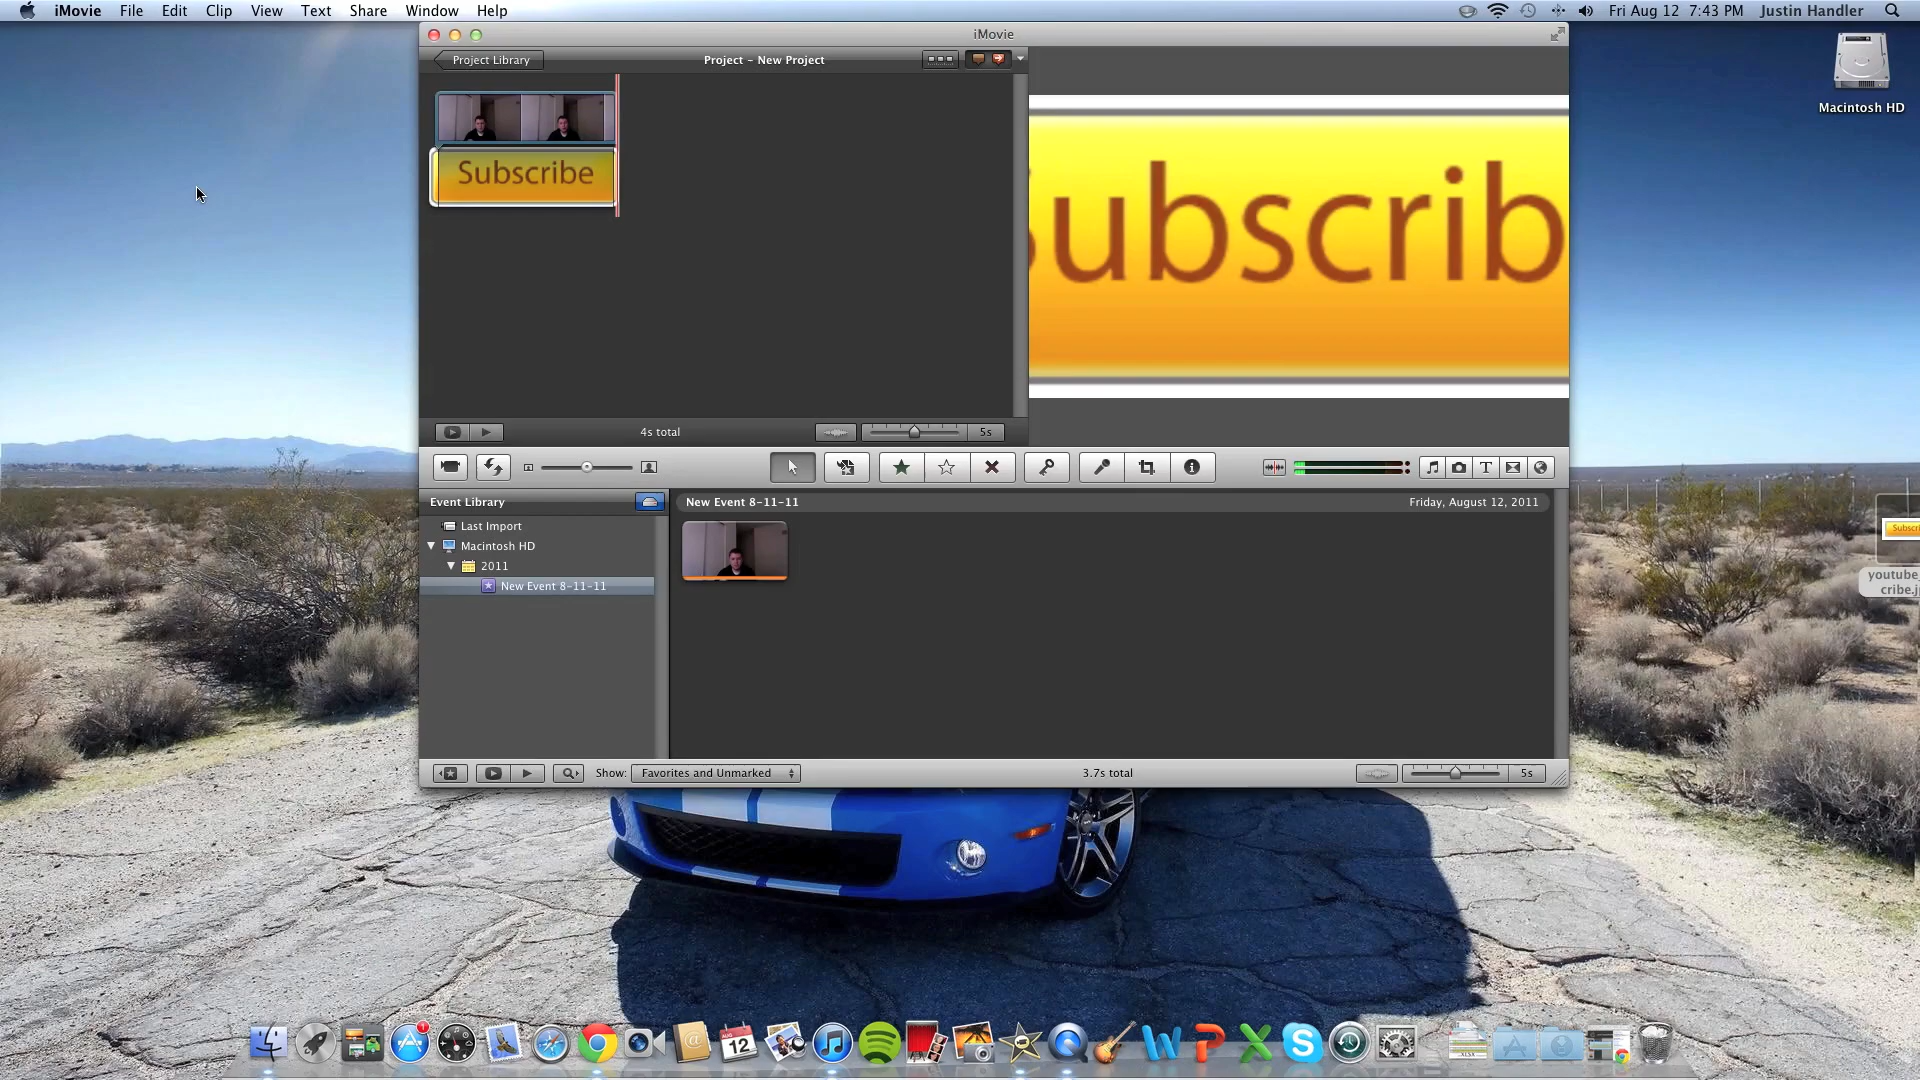 iMovie File Edit Clip View Text Share Window Help
Fri Aug 12 7:43 PM Justin Handler
iMovie
Project Library
Project - New Project
Subscribe
ubscrib
Macintosh HD
4s total
5s
Event Library
New Event 8-11-11
Friday, August 12, 2011
Last Import
Macintosh HD
2011
New Event 8-11-11
youtube
cribe.j
Show: Favorites and Unmarked
3.7s total
5s
AUG
12